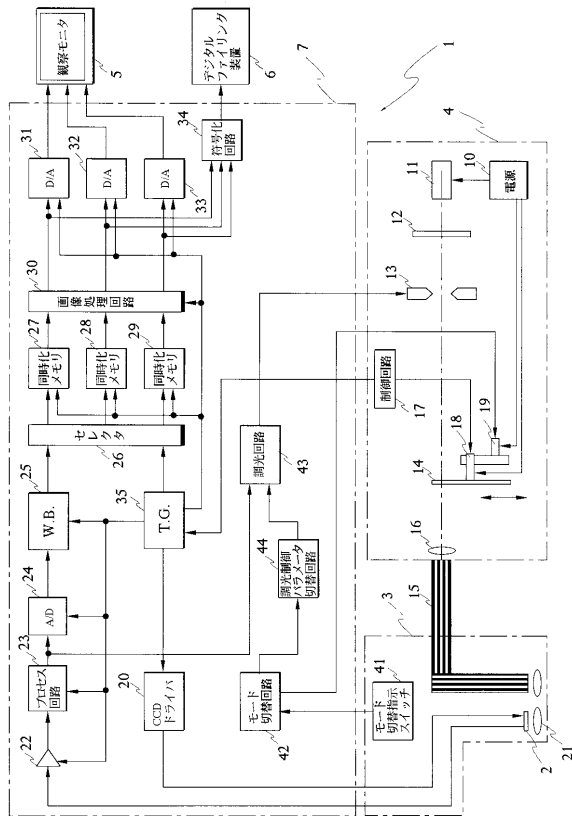 観察モニタ
5
デジタル
ファイリング
装置
6
7
1
31
D/A
32
D/A
D/A
33
34
符号化
回路
30
画像処理回路
27
同時化
メモリ
28
同時化
メモリ
29
同時化
メモリ
セレクタ
26
25
W.B.
24
A/D
23
プロセス
回路
22
35
T.G.
20
CCD
ドライバ
43
調光回路
44
調光制御
パラメータ
切替回路
モード
切替回路
42
41
モード
切替指示
スイッチ
3
2
21
15
16
4
11
10
電源
12
13
制御回路
17
18
19
14